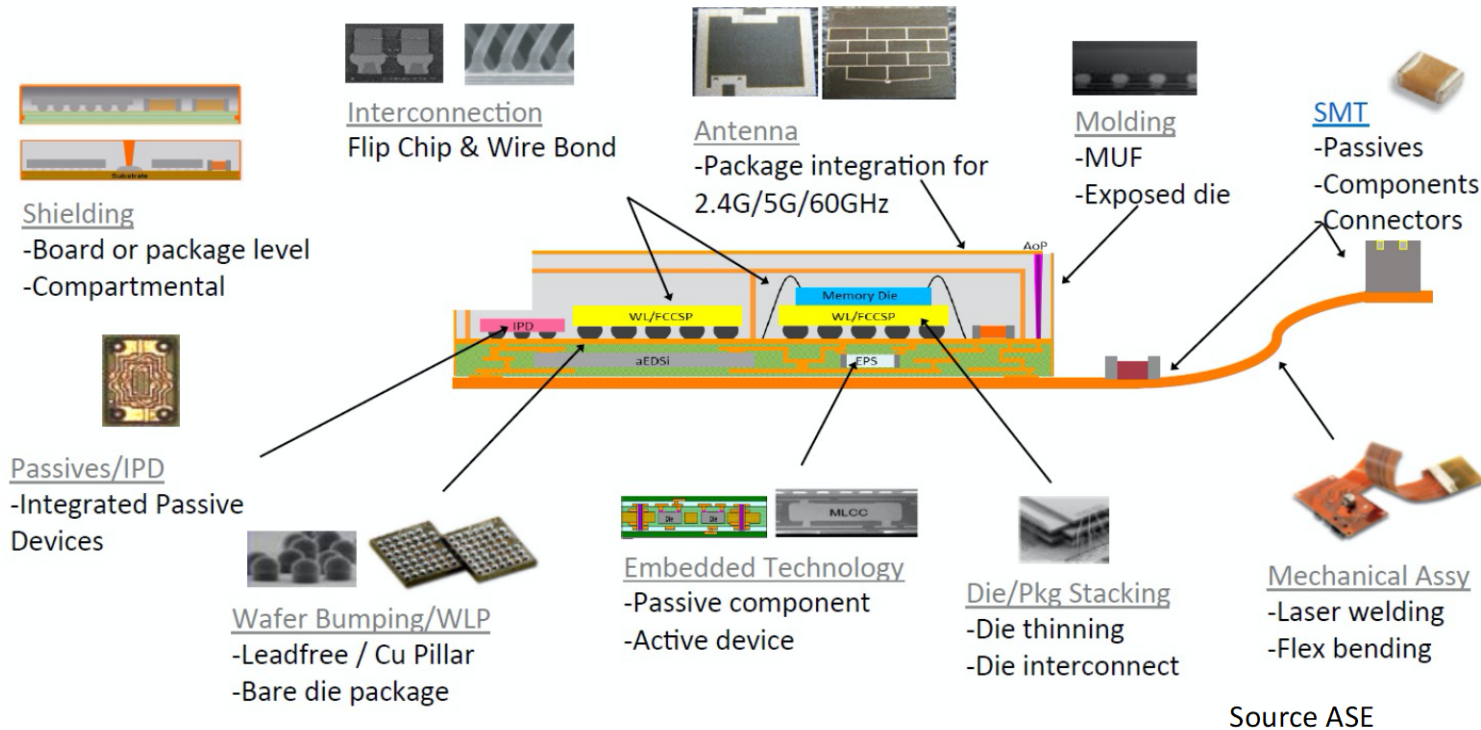 Interconnection
Flip Chip & Wire Bond
Antenna
-Package integration for
2.4G/5G/60GHz
Molding
-MUF
-Exposed die
SMT
-Passives
-Components
-Connectors
Substrate
Shielding
-Board or package level
-Compartmental
AoP
Memory Die
IPD
WL/FCCSP
WL/FCCSP
aEDSi
EPS
Passives/IPD
-Integrated Passive
Devices
Wafer Bumping/WLP
-Leadfree / Cu Pillar
-Bare die package
Die
Die
MLCC
Embedded Technology
-Passive component
-Active device
Die/Pkg Stacking
-Die thinning
-Die interconnect
Mechanical Assy
-Laser welding
-Flex bending
Source ASE